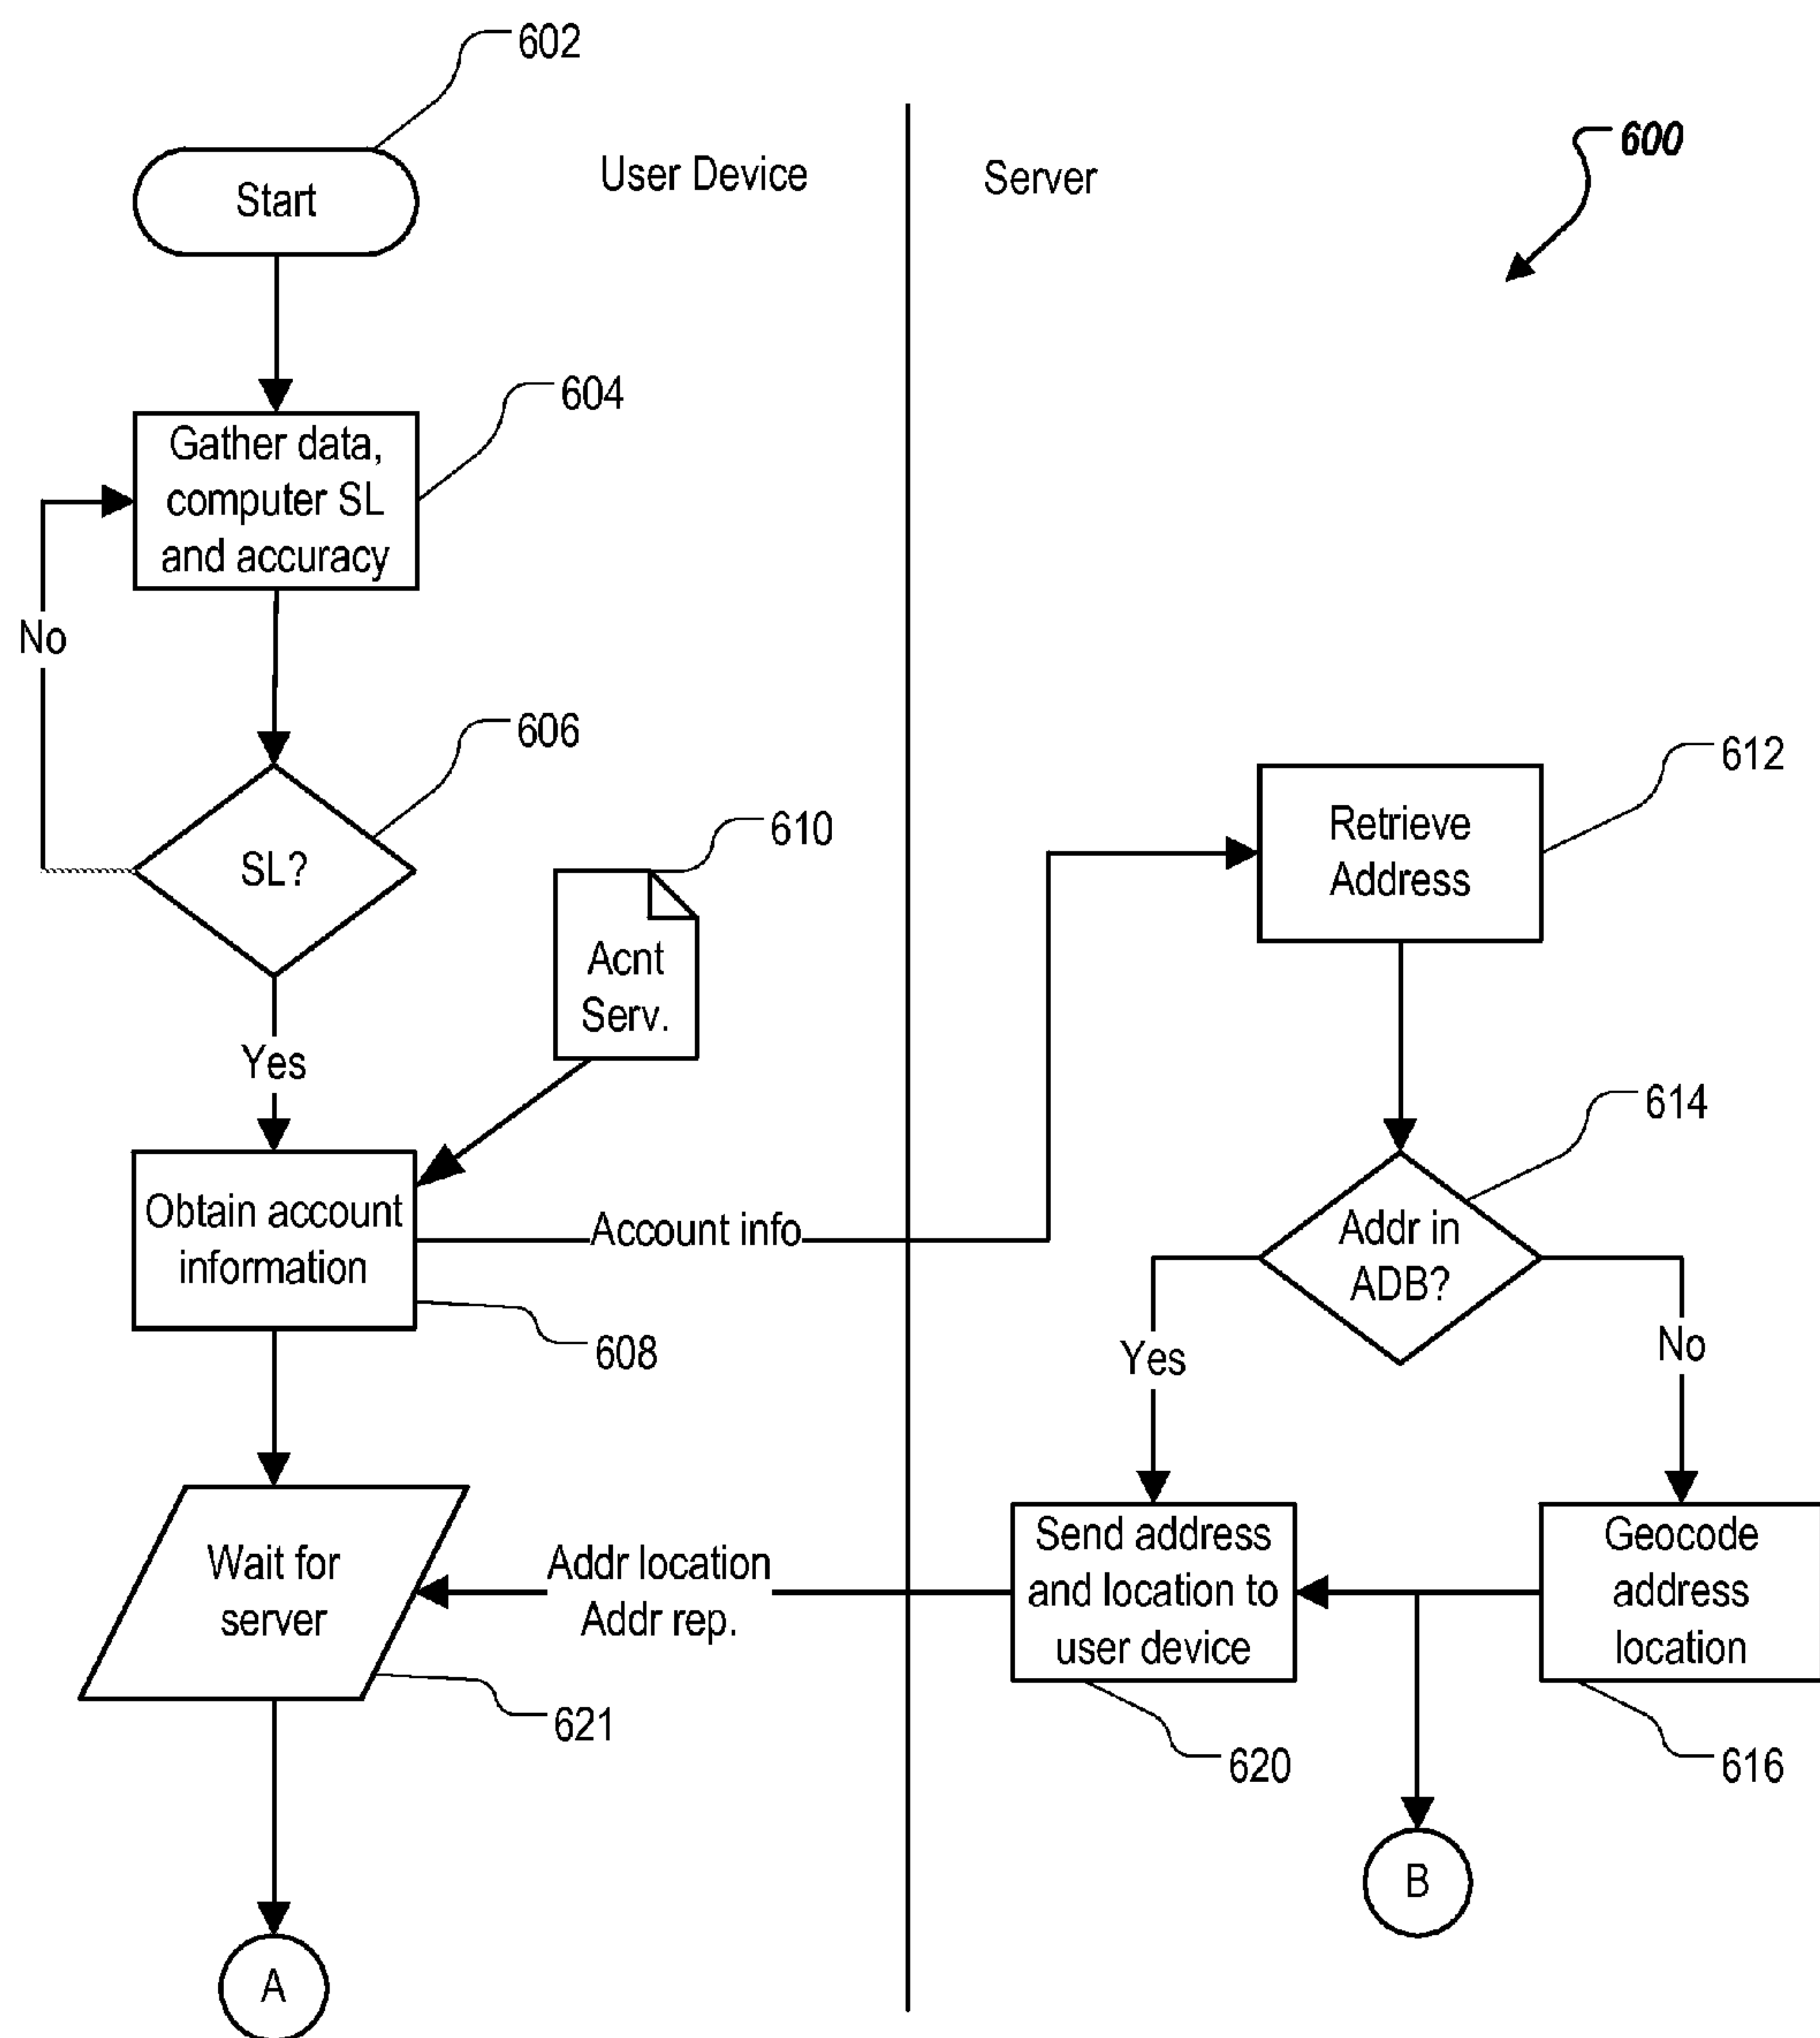 602
600
User Device
Server
Start
604
Gather data,
computer SL
and accuracy
No
606
612
SL?
610
Retrieve
Address
Acnt
Serv.
Yes
614
Obtain account
information
Account info
Addr in
ADB?
608
Yes
No
Wait for
server
Addr location
Addr rep.
Send address
and location to
user device
Geocode
address
location
621
620
616
B
A